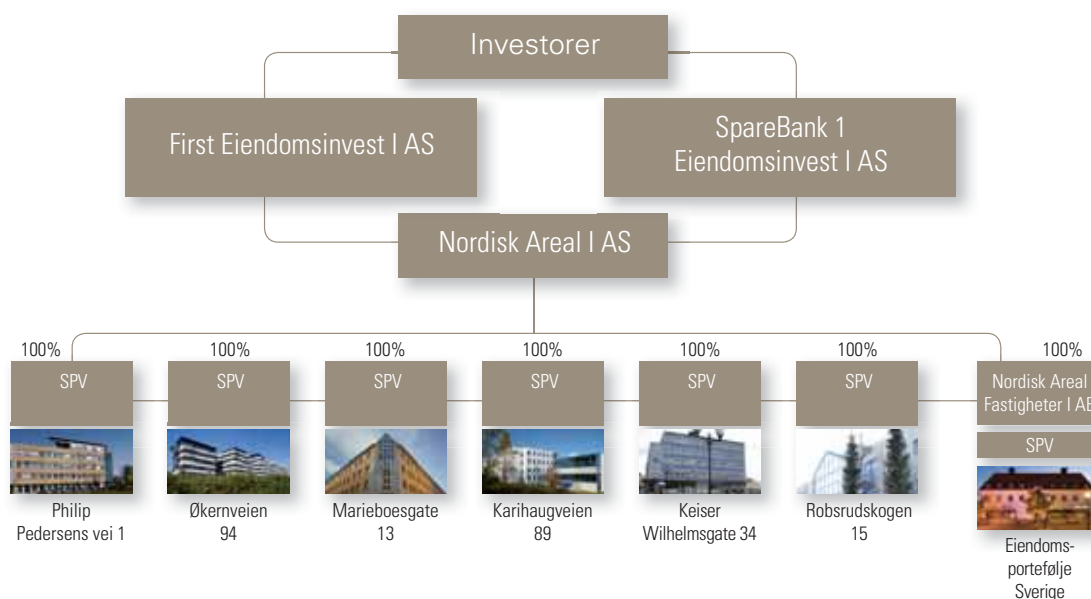 Investorer
First Eiendomsinvest I AS
SpareBank 1
Eiendomsinvest I AS
Nordisk Areal I AS
100%
100%
100%
100%
100%
100%
100%
SPV
SPV
SPV
SPV
SPV
SPV
Nordisk Areal
Fastigheter I AB
SPV
Philip
Pedersens vei 1
Økernveien
94
Marieboesgate
13
Karihaugveien
89
Keiser
Wilhelmsgate 34
Robsrudskogen
15
Eiendoms-
portefølje
Sverige